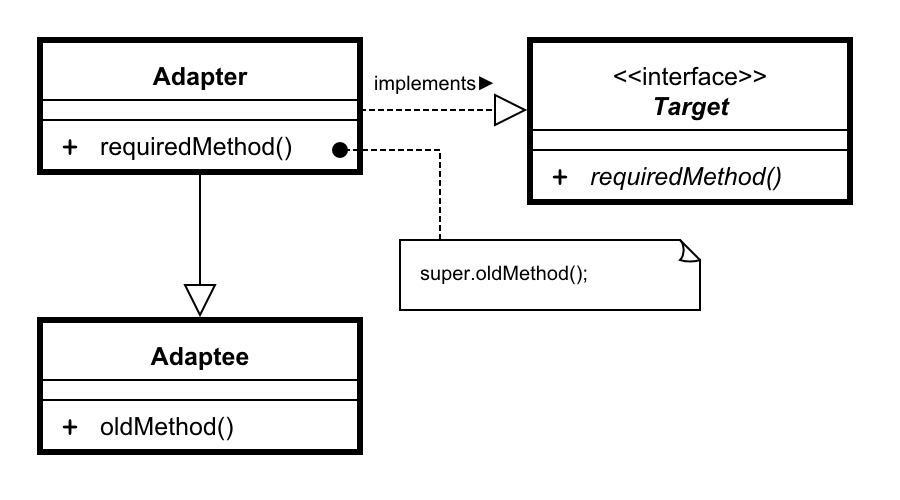 Adapter
+ requiredMethod()
implements▶
<<interface>>
Target
+ requiredMethod()
super.oldMethod();
Adaptee
+ oldMethod()